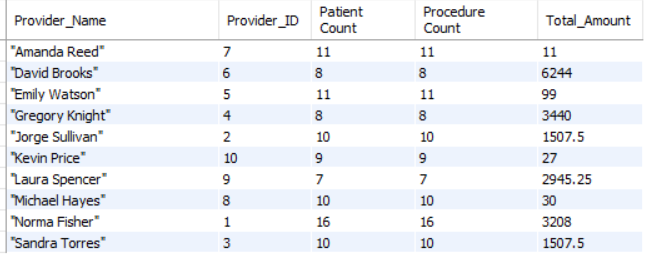 Provider_Name Provider_ID Patient Count Procedure Count Total_Amount
"Amanda Reed" 7 11 11 11
"David Brooks" 6 8 8 6244
"Emily Watson" 5 11 11 99
"Gregory Knight" 4 8 8 3440
"Jorge Sullivan" 2 10 10 1507.5
"Kevin Price" 10 9 9 27
"Laura Spencer" 9 7 7 2945.25
"Michael Hayes" 8 10 10 30
"Norma Fisher" 1 16 16 3208
"Sandra Torres" 3 10 10 1507.5